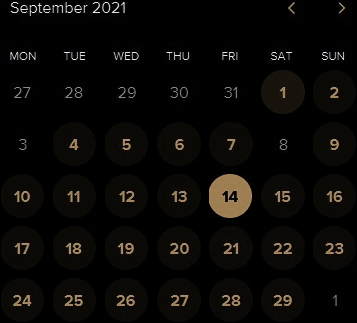 September 2021 < >
MON TUE WED THU FRI SAT SUN
27 28 29 30 31 1 2
3 4 5 6 7 8 9
10 11 12 13 14 15 16
17 18 19 20 21 22 23
24 25 26 27 28 29 1